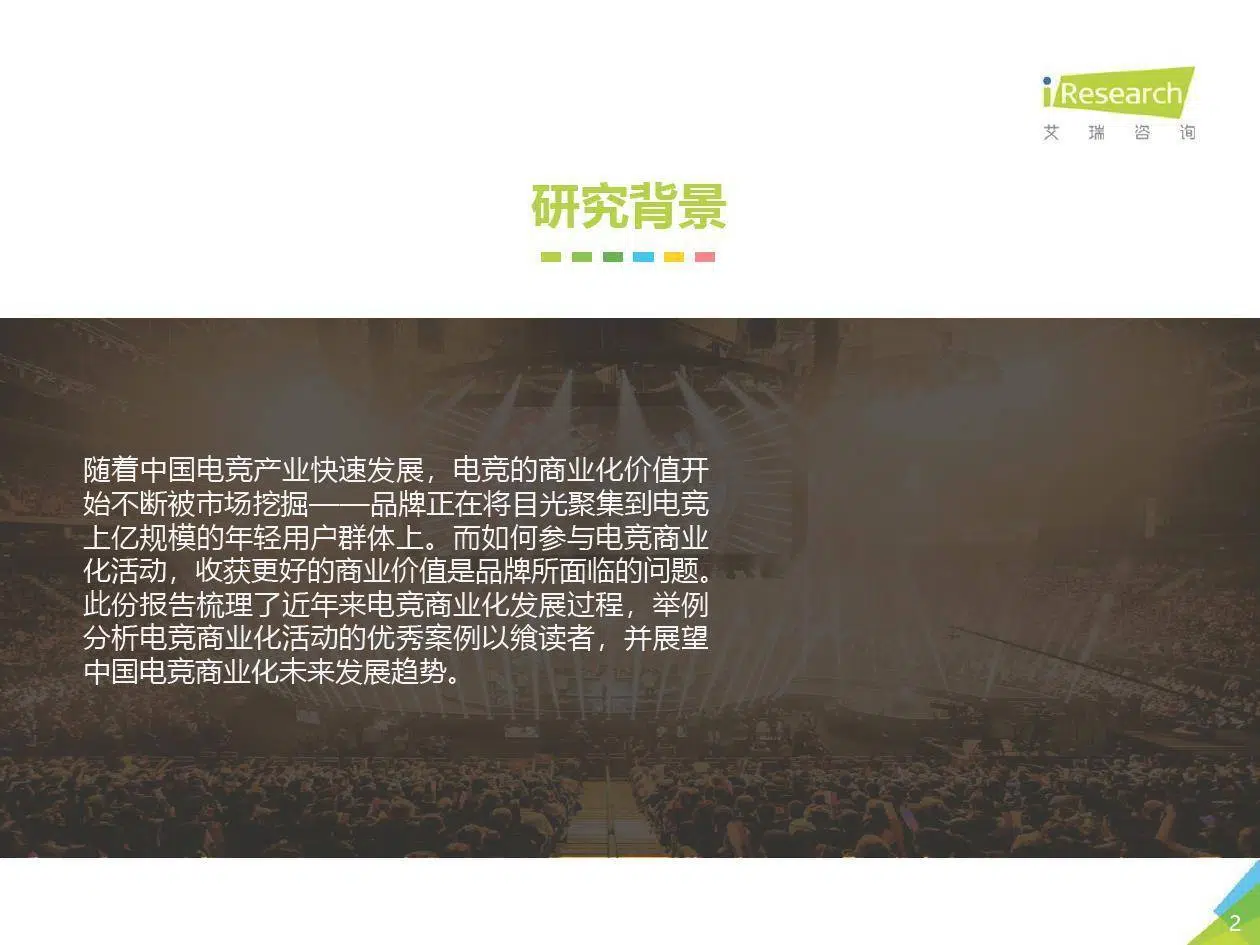 iResearch
艾瑞咨询
研究背景
随着中国电竞产业快速发展，电竞的商业化价值开
始不断被市场挖掘——品牌正在将目光聚集到电竞
上亿规模的年轻用户群体上。而如何参与电竞商业
化活动，收获更好的商业价值是品牌所面临的问题。
此份报告梳理了近年来电竞商业化发展过程，举例
分析电竞商业化活动的优秀案例以飨读者，并展望
中国电竞商业化未来发展趋势。
2